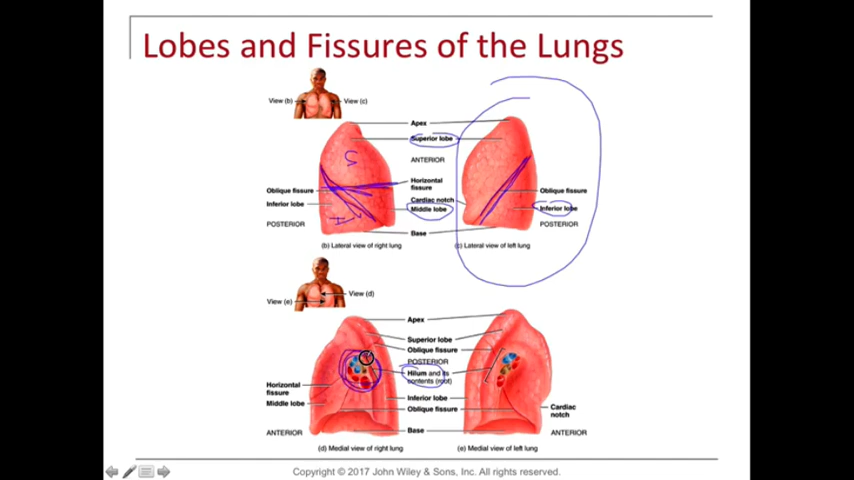 Lobes and Fissures of the Lungs
View (b)
View (c)
Apex
Superior lobe
ANTERIOR
Horizontal
fissure
Oblique fissure
Oblique fissure
Cardiac notch
Inferior lobe
Middle lobe
Inferior lobe
POSTERIOR
POSTERIOR
Base
(b) Lateral view of right lung
(c) Lateral view of left lung
View (d)
View (e)
Apex
Superior lobe
Oblique fissure
POSTERIOR
Hilum and its
contents (root)
Horizontal
fissure
Middle lobe
Inferior lobe
Oblique fissure
Cardiac
notch
ANTERIOR
Base
ANTERIOR
(d) Medial view of right lung
(e) Medial view of left lung
Copyright © 2017 John Wiley & Sons, Inc. All rights reserved.